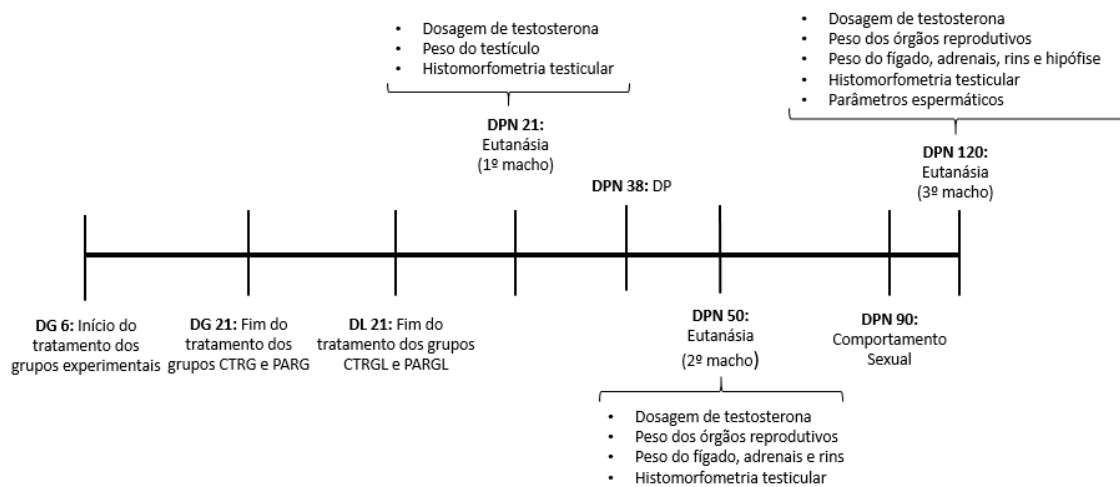 • Dosagem de testosterona
• Peso do testículo
• Histomorfometria testicular
DPN 21:
Eutanásia
(1º macho)
• Dosagem de testosterona
• Peso dos órgãos reprodutivos
• Peso do fígado, adrenais, rins e hipófise
• Histomorfometria testicular
• Parâmetros espermáticos
DPN 120:
Eutanásia
(3º macho)
DPN 38: DP
DG 6: Início do
tratamento dos
grupos experimentais
DG 21: Fim do
tratamento dos
grupos CTRG e PARG
DL 21: Fim do
tratamento dos grupos
CTRGL e PARGL
DPN 50:
Eutanásia
(2º macho)
DPN 90:
Comportamento
Sexual
• Dosagem de testosterona
• Peso dos órgãos reprodutivos
• Peso do fígado, adrenais e rins
• Histomorfometria testicular